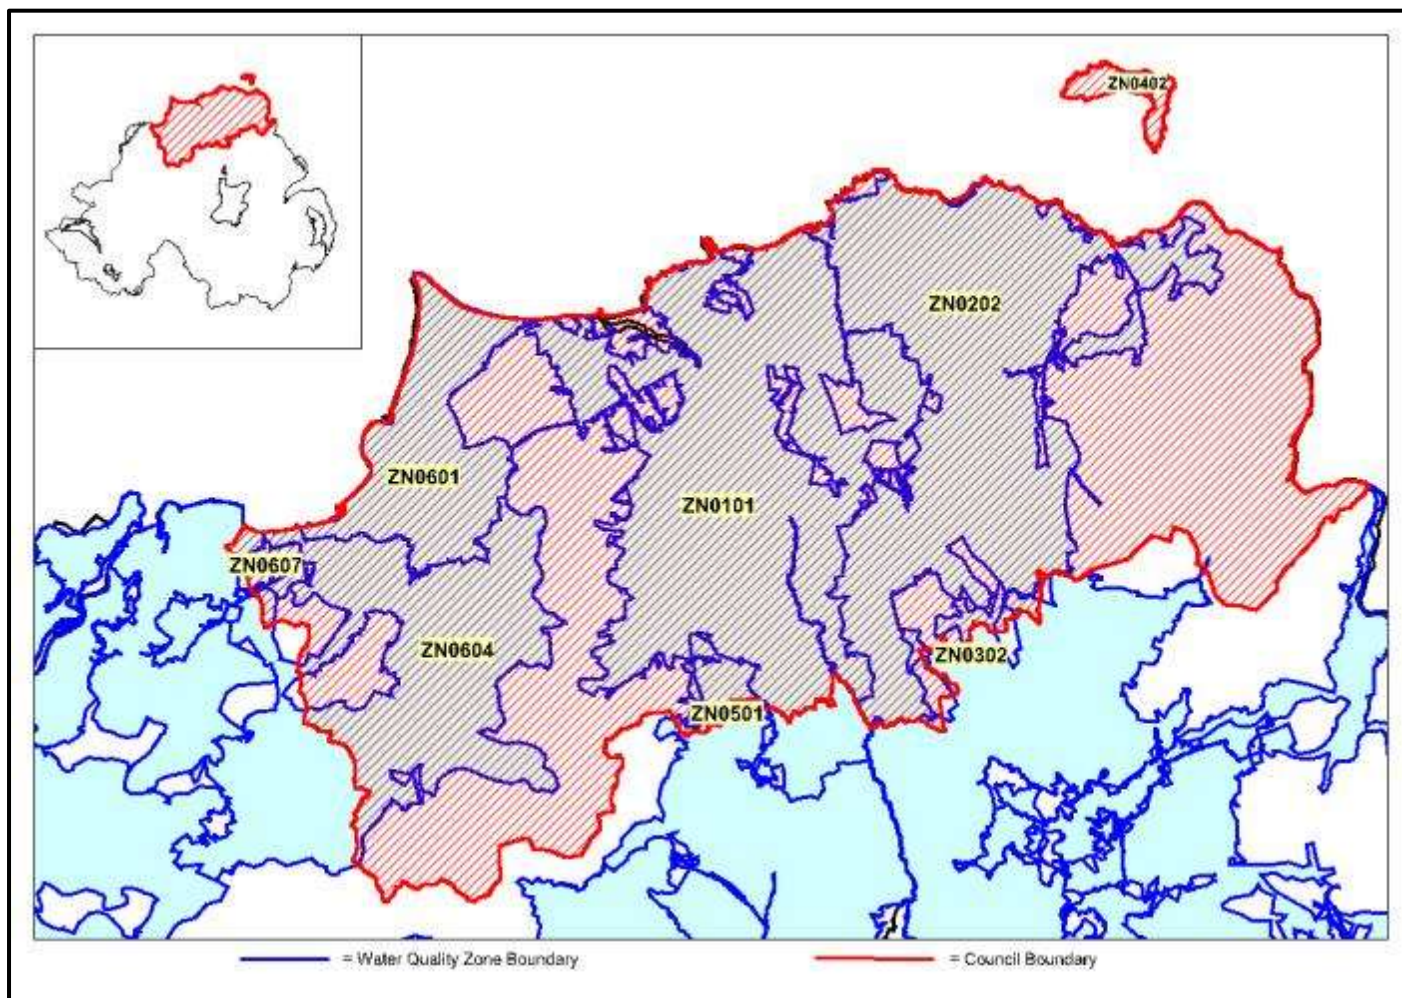 ZN0402
ZN0202
ZN0601
ZN0101
ZN0607
ZN0604
ZN0302
ZN0501
= Water Quality Zone Boundary
= Council Boundary